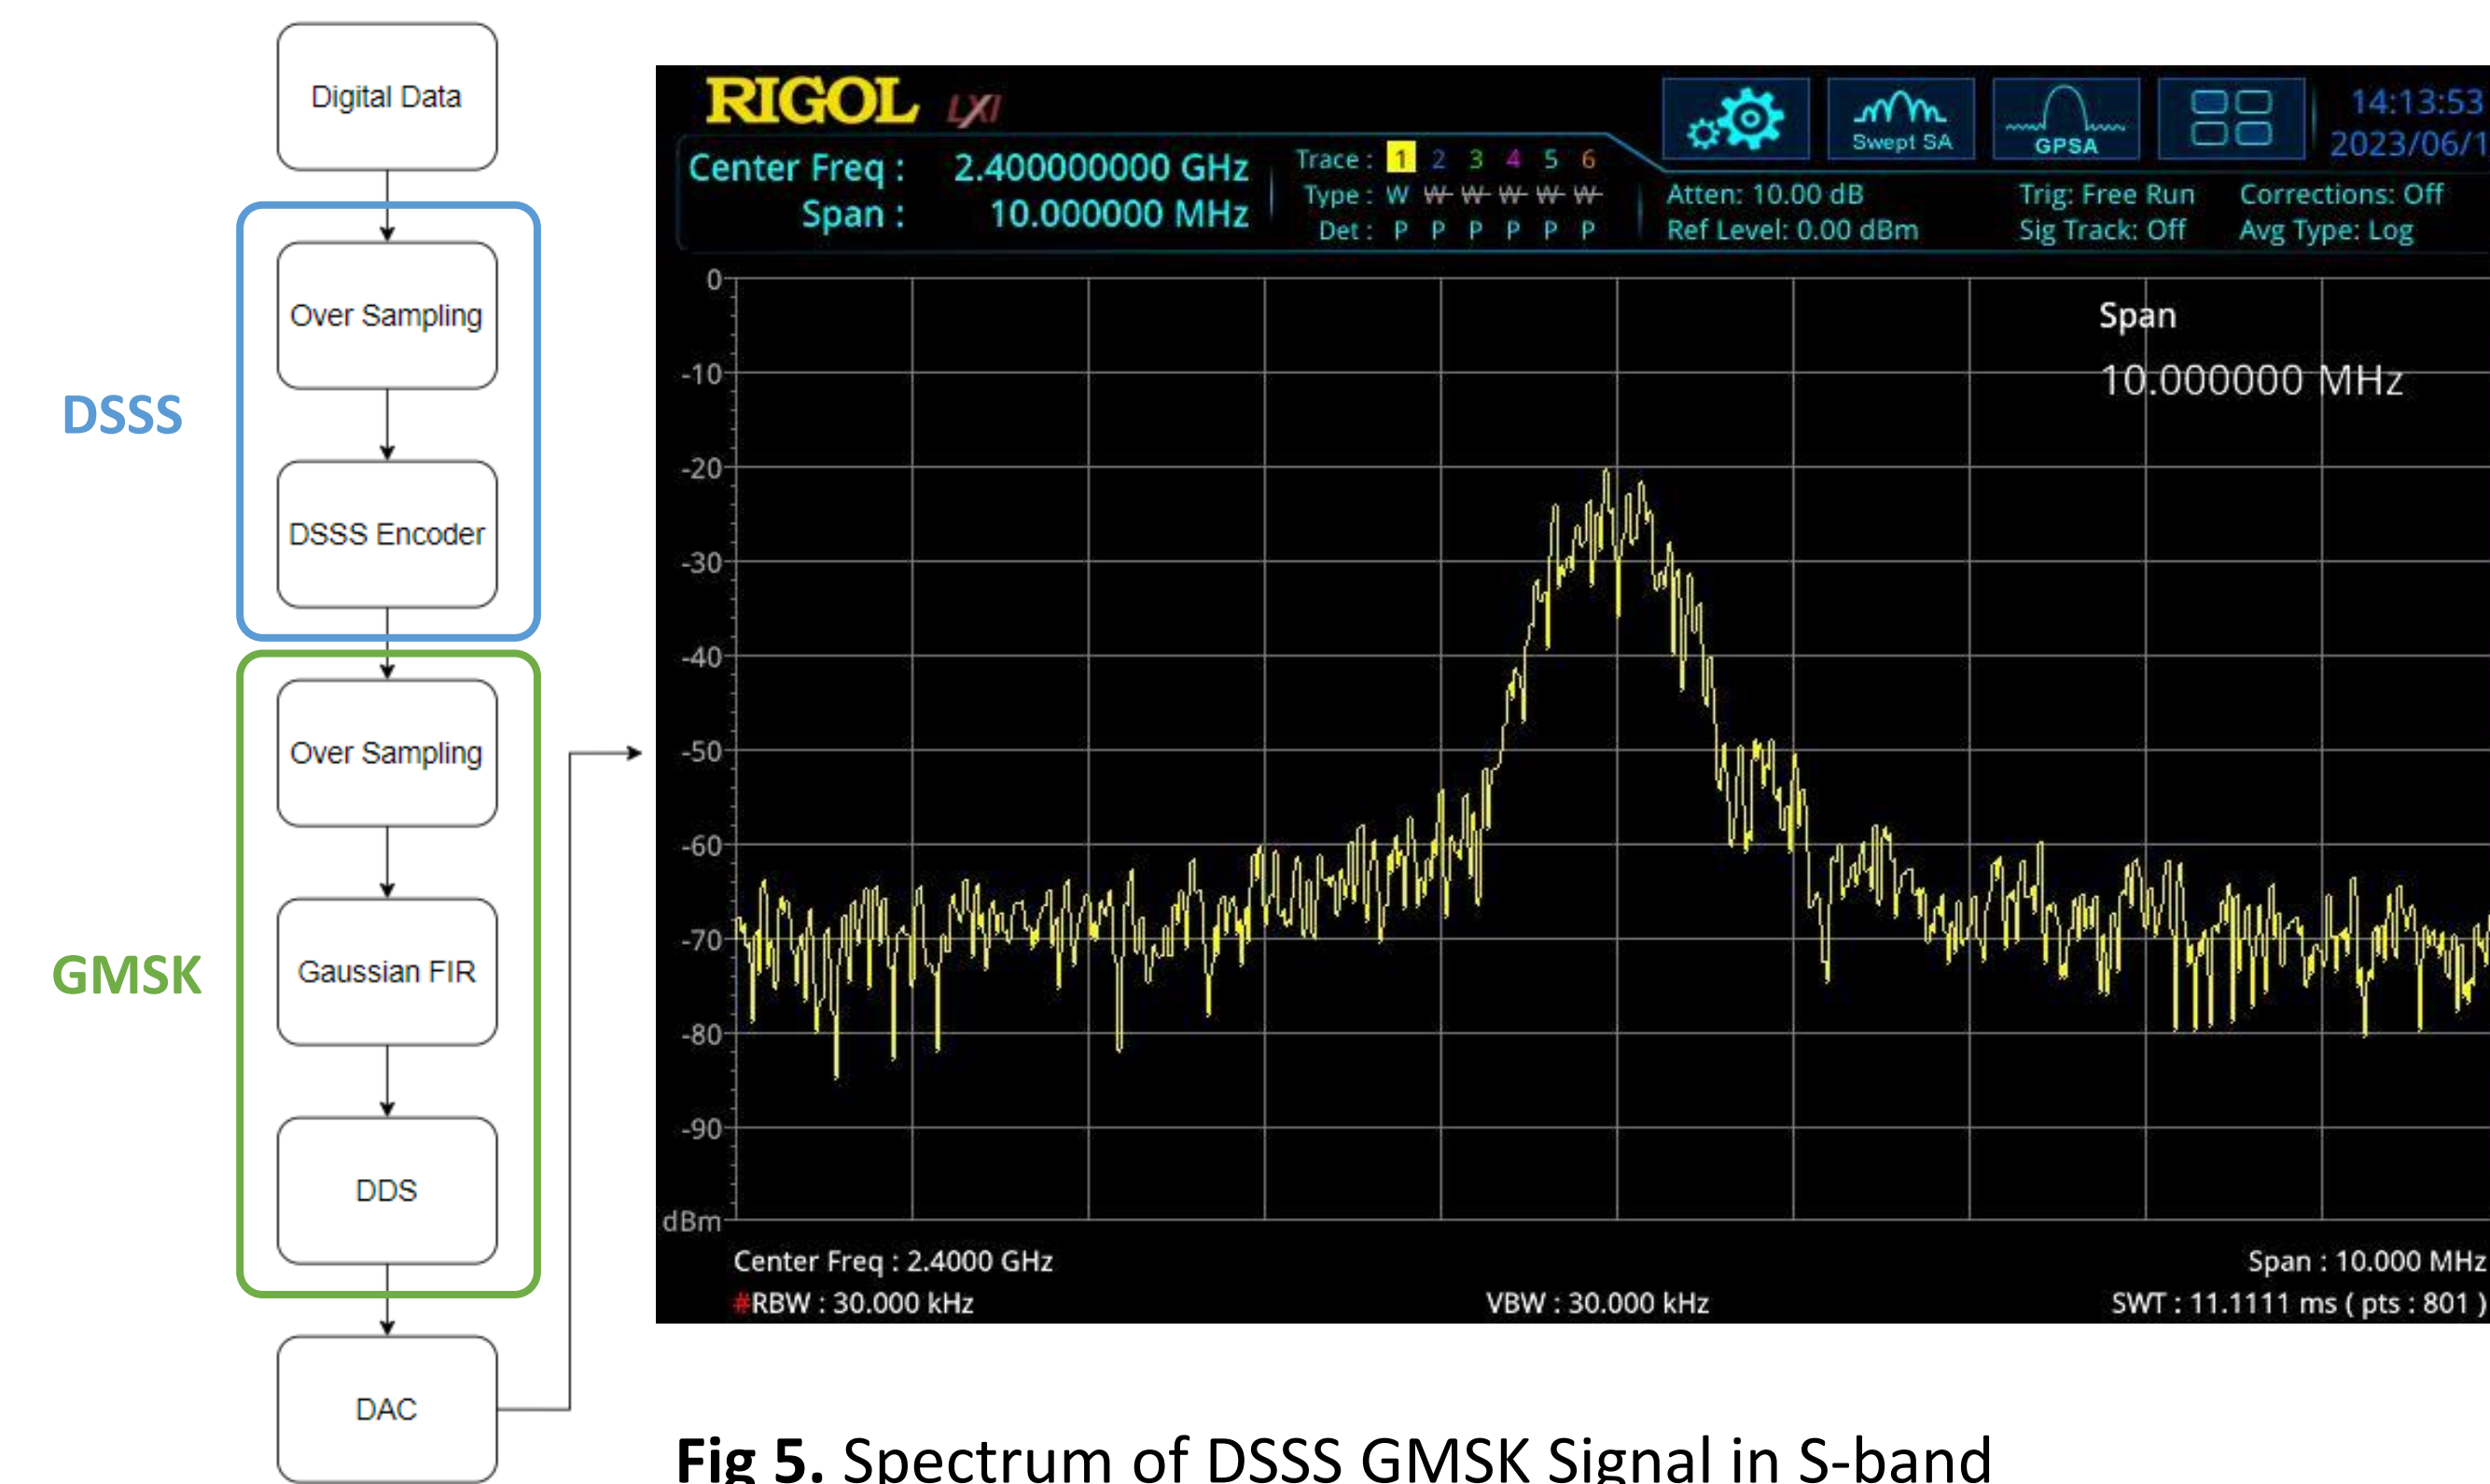 Digital Data
DSSS
Over Sampling
DSSS Encoder
GMSK
Over Sampling
Gaussian FIR
DDS
DAC
RIGOL LXI
Swept SA
GPSA
14:13:53
2023/06/1
Center Freq : 2.400000000 GHz
Span : 10.000000 MHz
Trace : 1 2 3 4 5 6
Type : W W W W W W
Det : P P P P P P
Atten: 10.00 dB
Ref Level: 0.00 dBm
Trig: Free Run
Sig Track: Off
Corrections: Off
Avg Type: Log
Span
10.000000 MHz
0
-10
-20
-30
-40
-50
-60
-70
-80
-90
dBm
Center Freq : 2.4000 GHz
Span : 10.000 MHz
#RBW : 30.000 kHz
VBW : 30.000 kHz
SWT : 11.1111 ms ( pts : 801 )
Fig 5. Spectrum of DSSS GMSK Signal in S-band